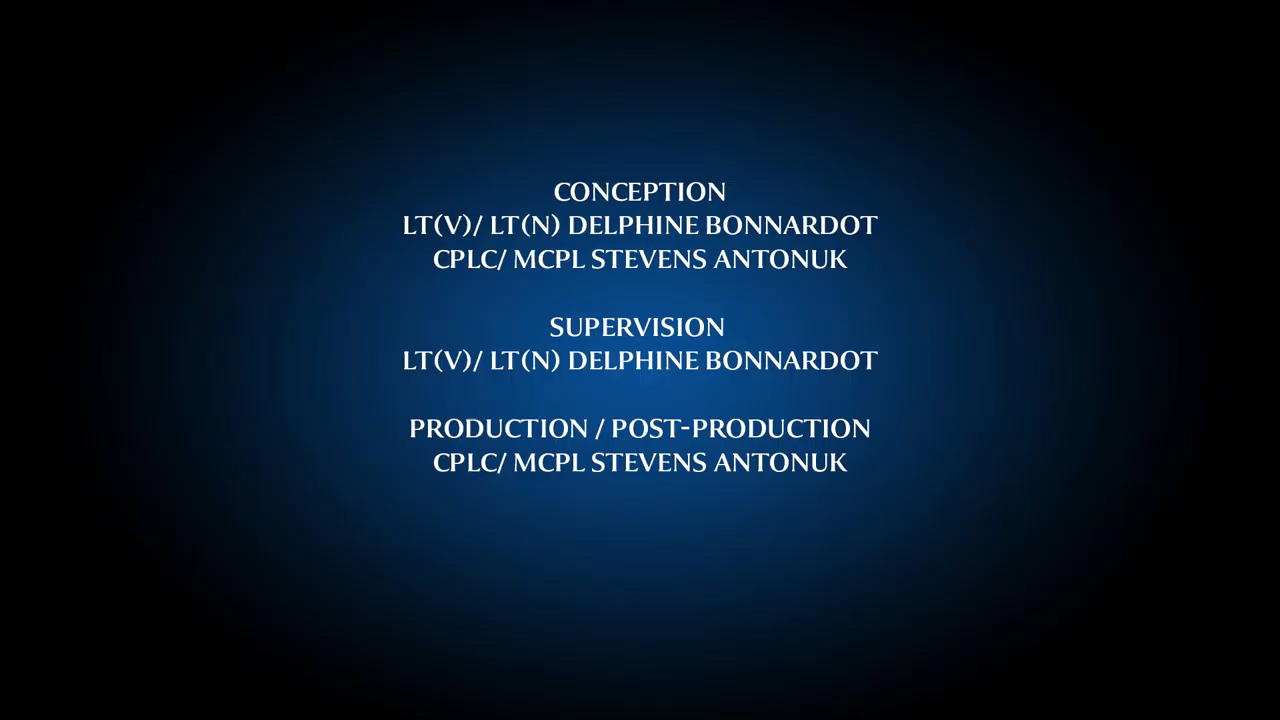 CONCEPTION
LT(V)/ LT(N) DELPHINE BONNARDOT
CPLC/ MCPL STEVENS ANTONUK
SUPERVISION
LT(V)/ LT(N) DELPHINE BONNARDOT
PRODUCTION / POST-PRODUCTION
CPLC/ MCPL STEVENS ANTONUK